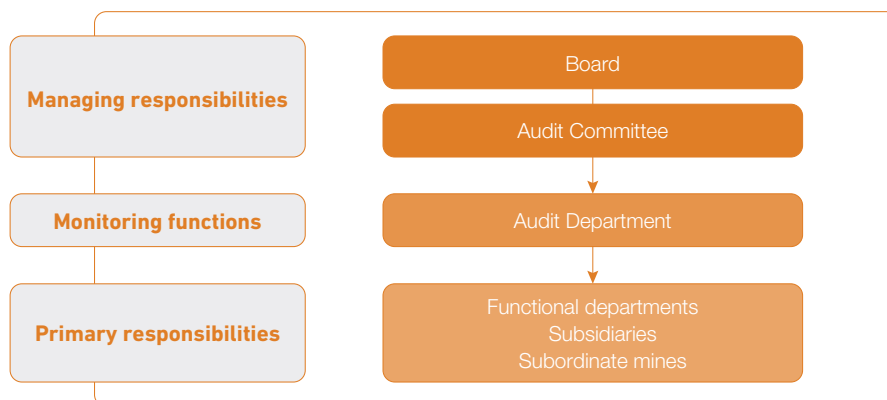 Managing responsibilities
Board
Audit Committee
Monitoring functions
Audit Department
Primary responsibilities
Functional departments
Subsidiaries
Subordinate mines